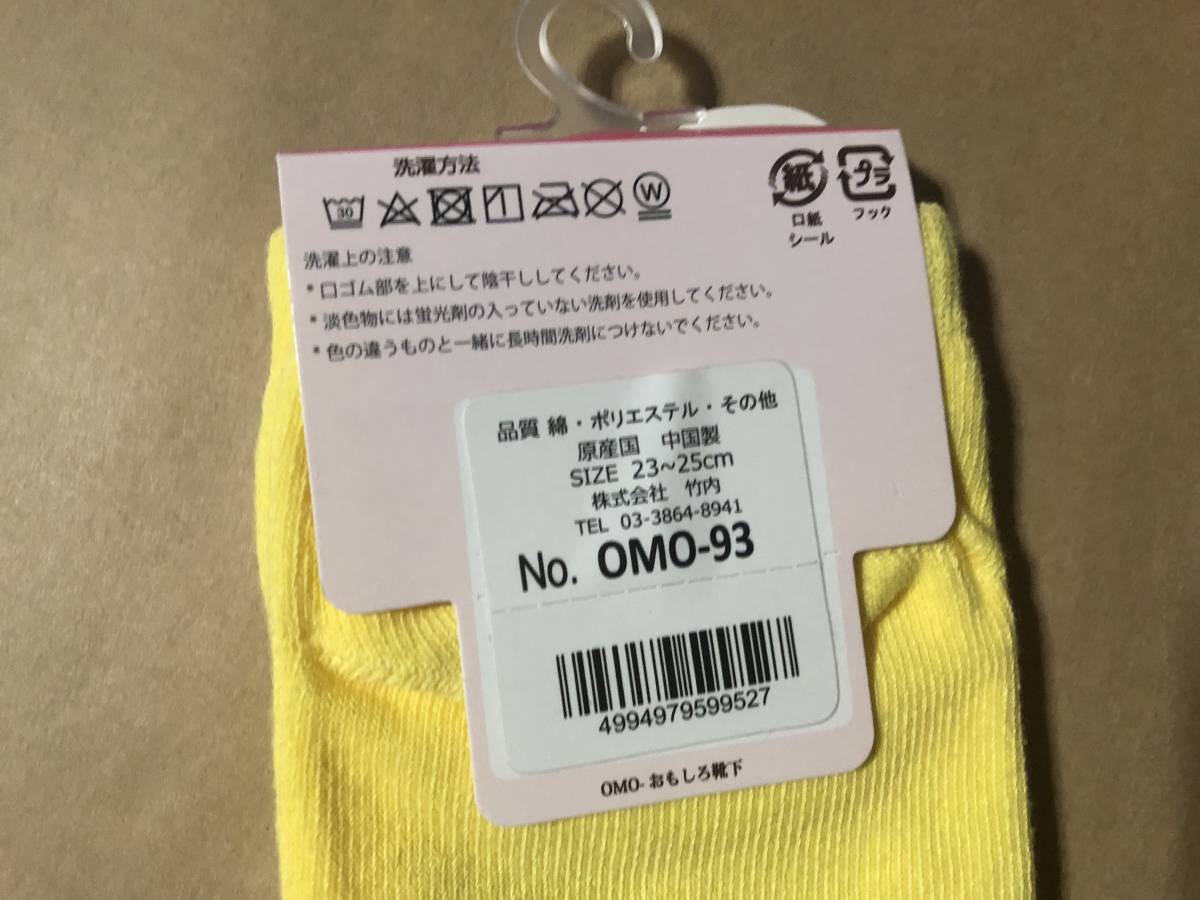 洗濯方法
30
W
紙
プラ
口紙
シール
フック
洗濯上の注意
* 口ゴム部を上にして陰干ししてください。
* 淡色物には蛍光剤の入っていない洗剤を使用してください。
* 色の違うものと一緒に長時間洗剤につけないでください。
品質 綿・ポリエステル・その他
原産国 中国製
SIZE 23~25cm
株式会社 竹内
TEL 03-3864-8941
No. OMO-93
4994979599527
OMO-おもしろ靴下